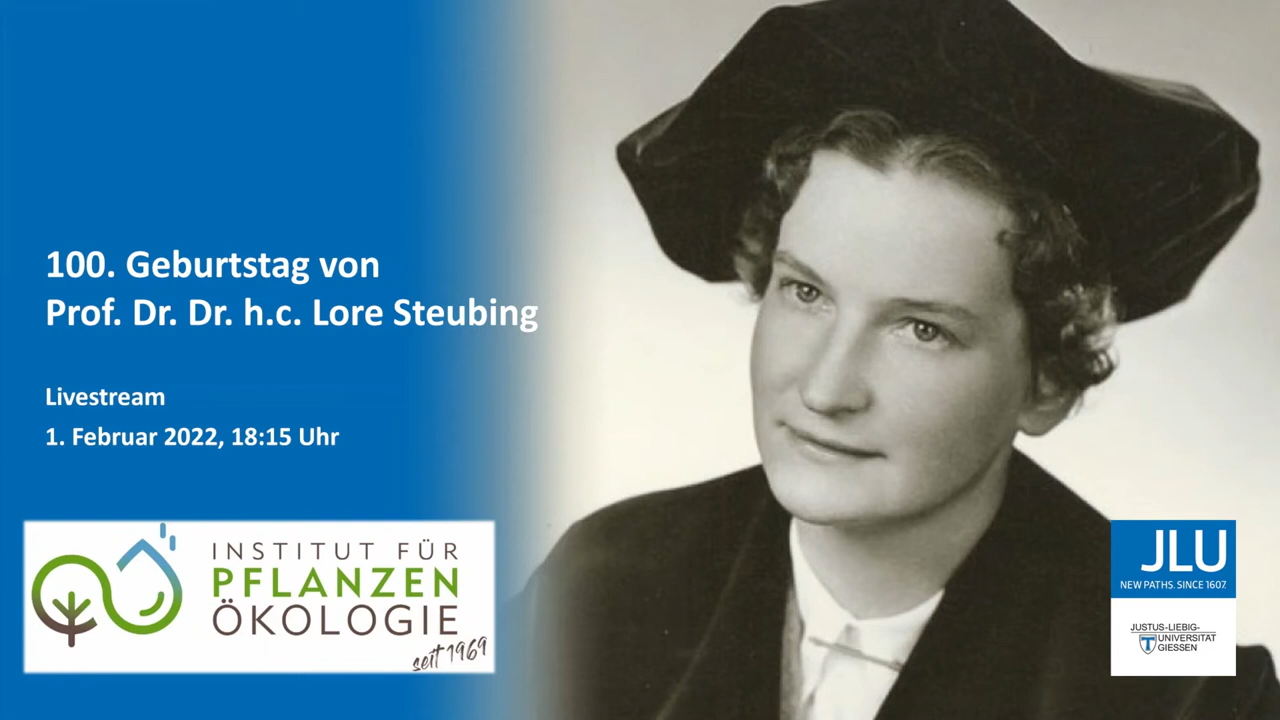 100. Geburtstag von
Prof. Dr. Dr. h.c. Lore Steubing
Livestream
1. Februar 2022, 18:15 Uhr
INSTITUT FÜR
PFLANZEN
ÖKOLOGIE
seit 1969
JLU
NEW PATHS. SINCE 1607.
JUSTUS-LIEBIG-
UNIVERSITÄT
GIESSEN